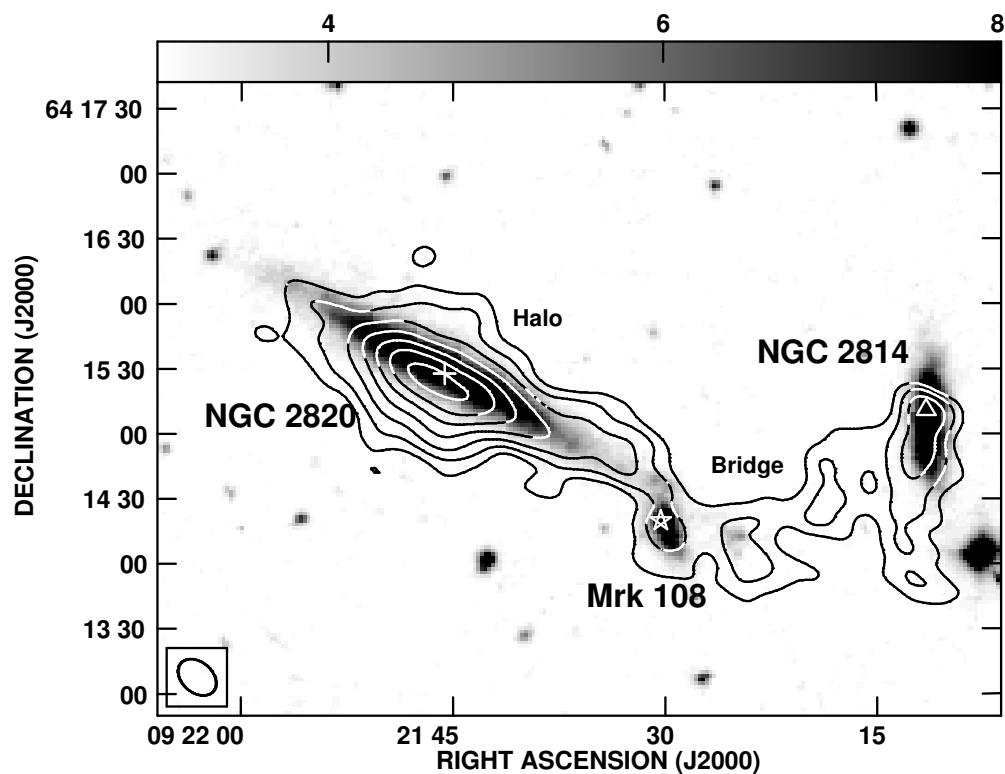 4 6 8
64 17 30
00
16 30
00
Halo
15 30
NGC 2814
NGC 2820
00
Bridge
14 30
00
Mrk 108
13 30
00
09 22 00 21 45 30 15
RIGHT ASCENSION (J2000)
DECLINATION (J2000)